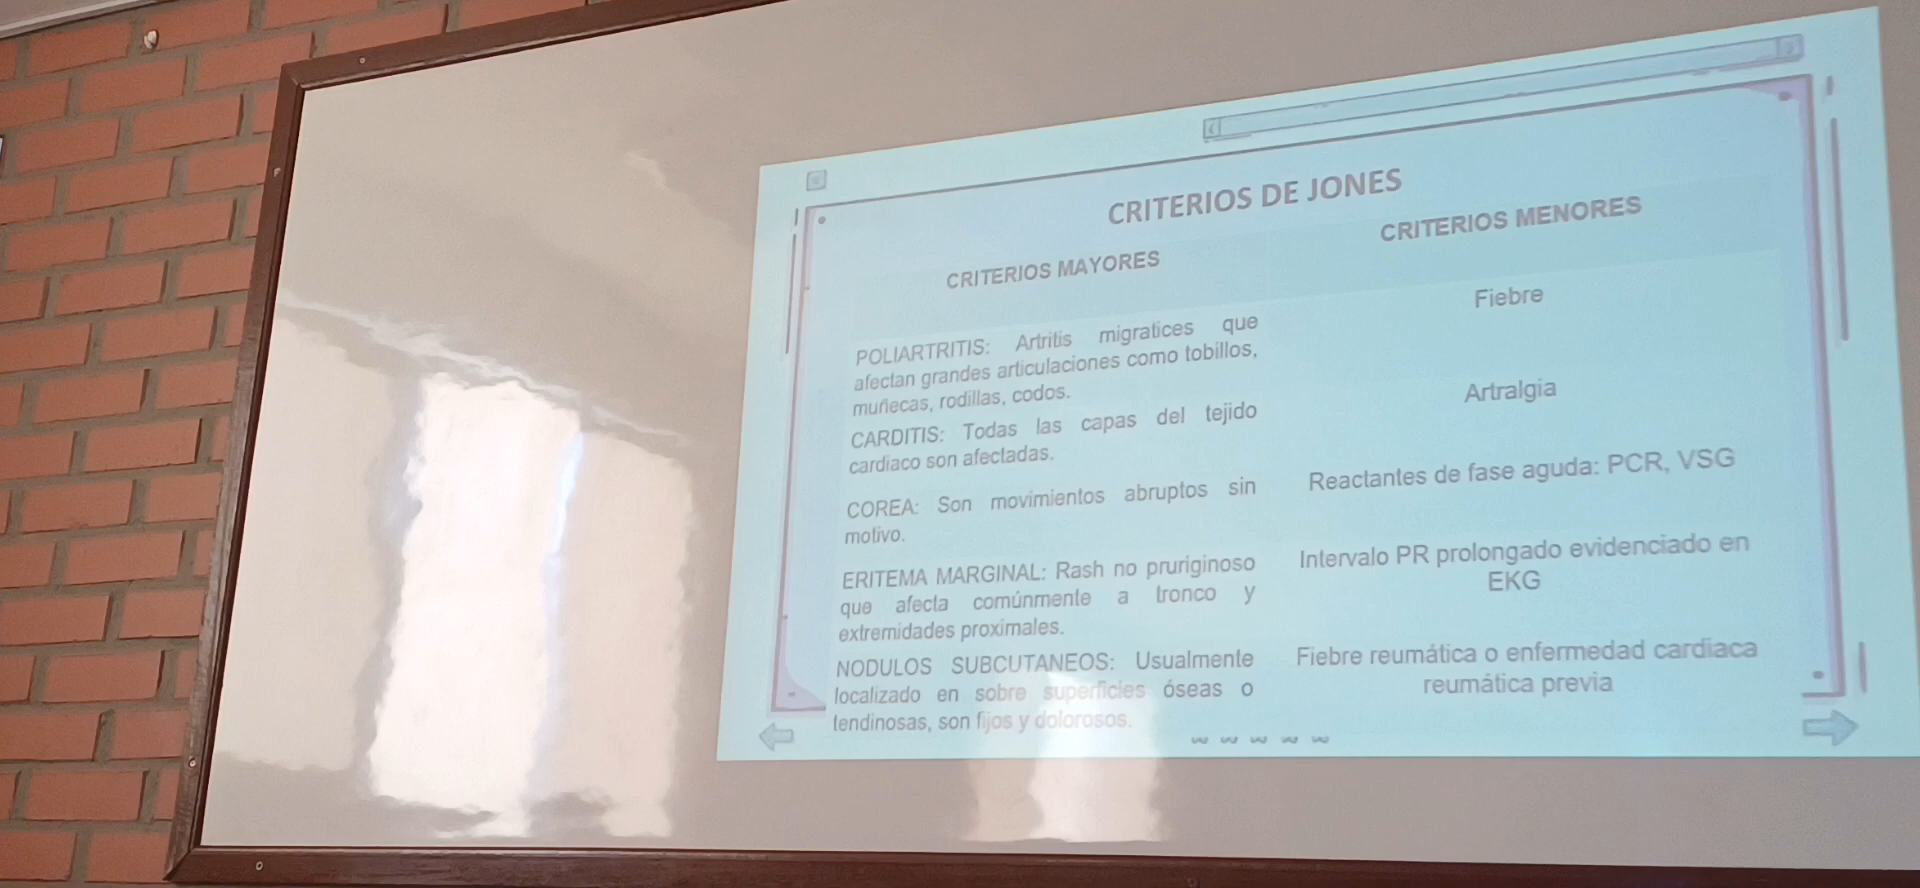 CRITERIOS DE JONES
CRITERIOS MAYORES
POLIARTRITIS: Artritis migratices que
afectan grandes articulaciones como tobillos,
muñecas, rodillas, codos.
CARDITIS: Todas las capas del tejido
cardiaco son afectadas.
COREA: Son movimientos abruptos sin
motivo.
ERITEMA MARGINAL: Rash no pruriginoso
que afecta comúnmente a tronco y
extremidades proximales.
NODULOS SUBCUTANEOS: Usualmente
localizado en sobre superficies óseas o
tendinosas, son fijos y dolorosos.
CRITERIOS MENORES
Fiebre
Artralgia
Reactantes de fase aguda: PCR, VSG
Intervalo PR prolongado evidenciado en
EKG
Fiebre reumática o enfermedad cardiaca
reumática previa